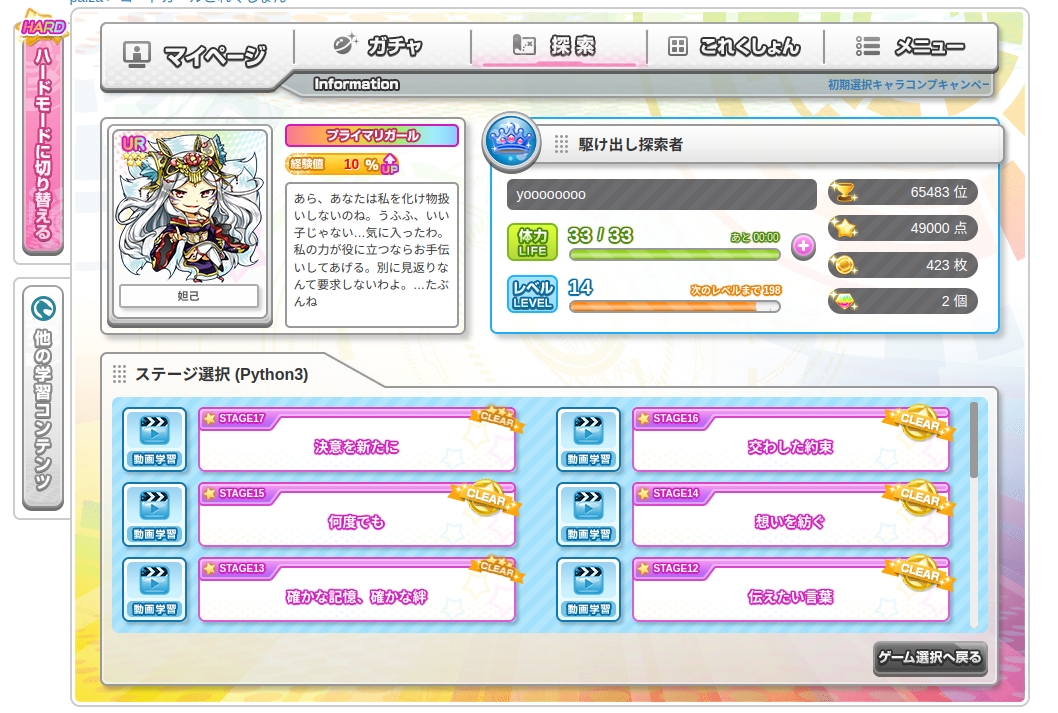 HARD
ハードモードに切り替える
他の学習コンテンツ
マイページ
ガチャ
探索
これくしょん
メニュー
Information
初期選択キャラコンプキャンペー
UR
プライマリガール
経験値 10 % UP
あら、あなたは私を化け物扱
いしないのね。うふふ、いい
子じゃない…気に入ったわ。
私の力が役に立つならお手伝
いしてあげる。別に見返りな
んて要求しないわよ。…たぶ
んね
妲己
駆け出し探索者
yoooooooo
体力 LIFE
33 / 33
あと 00:00
レベル LEVEL
14
次のレベルまで 198
65483 位
49000 点
423 枚
2 個
ステージ選択 (Python3)
動画学習
STAGE17
CLEAR
決意を新たに
動画学習
STAGE16
CLEAR
交わした約束
動画学習
STAGE15
CLEAR
何度でも
動画学習
STAGE14
CLEAR
想いを紡ぐ
動画学習
STAGE13
CLEAR
確かな記憶、確かな絆
動画学習
STAGE12
CLEAR
伝えたい言葉
ゲーム選択へ戻る